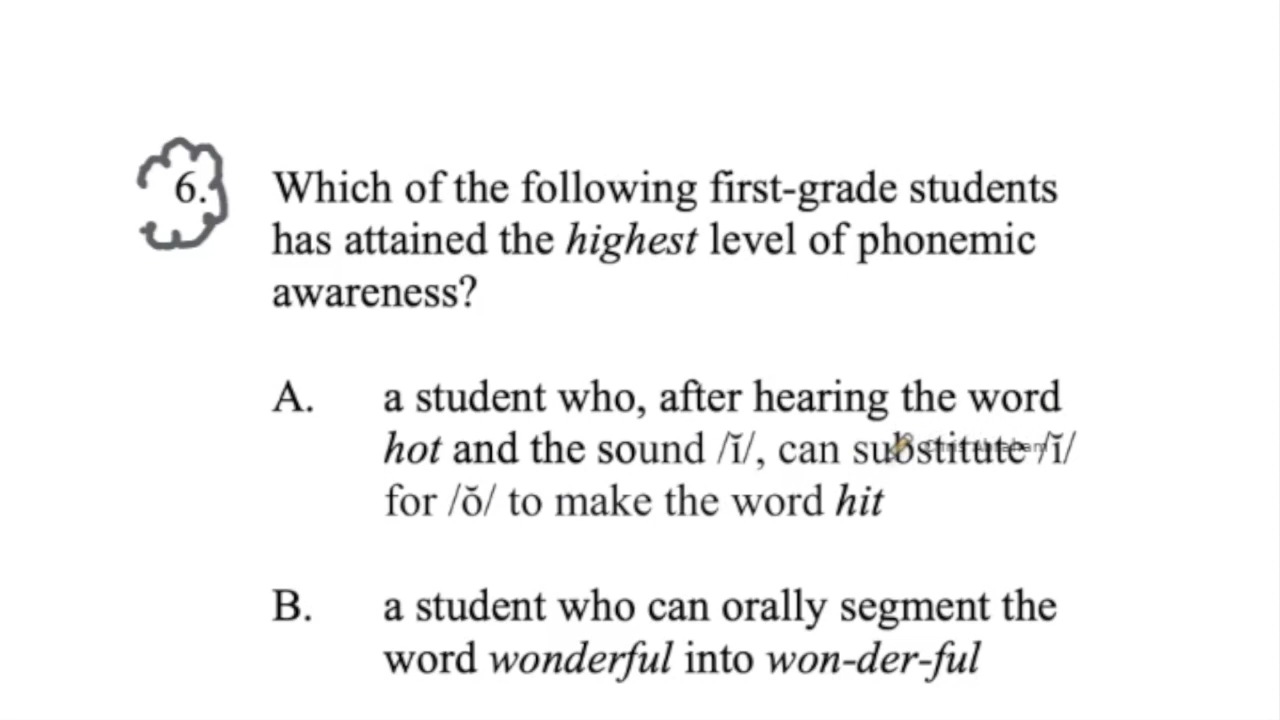 6. Which of the following first-grade students
has attained the highest level of phonemic
awareness?
A. a student who, after hearing the word
hot and the sound /ĭ/, can substitute /ĭ/
for /ŏ/ to make the word hit
B. a student who can orally segment the
word wonderful into won-der-ful